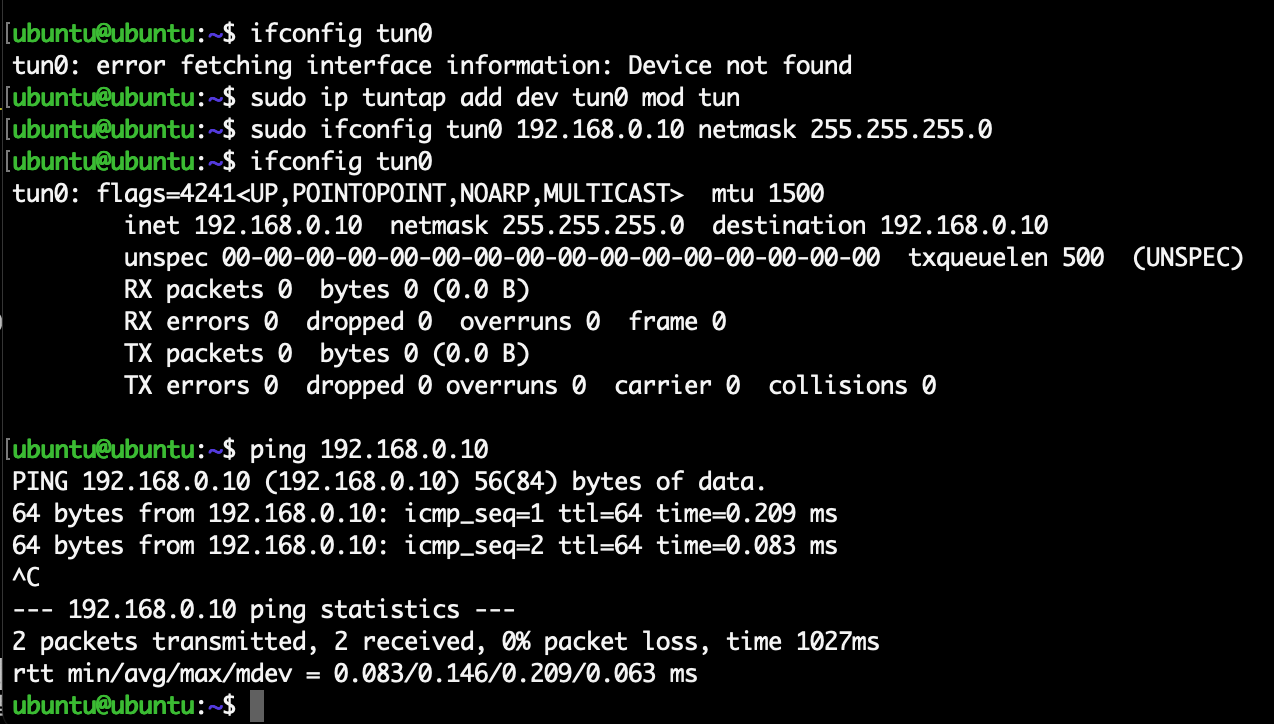 [ubuntu@ubuntu:~$ ifconfig tun0
tun0: error fetching interface information: Device not found
[ubuntu@ubuntu:~$ sudo ip tuntap add dev tun0 mod tun
[ubuntu@ubuntu:~$ sudo ifconfig tun0 192.168.0.10 netmask 255.255.255.0
[ubuntu@ubuntu:~$ ifconfig tun0
tun0: flags=4241<UP,POINTOPOINT,NOARP,MULTICAST>  mtu 1500
        inet 192.168.0.10  netmask 255.255.255.0  destination 192.168.0.10
        unspec 00-00-00-00-00-00-00-00-00-00-00-00-00-00-00-00  txqueuelen 500  (UNSPEC)
        RX packets 0  bytes 0 (0.0 B)
        RX errors 0  dropped 0  overruns 0  frame 0
        TX packets 0  bytes 0 (0.0 B)
        TX errors 0  dropped 0 overruns 0  carrier 0  collisions 0

[ubuntu@ubuntu:~$ ping 192.168.0.10
PING 192.168.0.10 (192.168.0.10) 56(84) bytes of data.
64 bytes from 192.168.0.10: icmp_seq=1 ttl=64 time=0.209 ms
64 bytes from 192.168.0.10: icmp_seq=2 ttl=64 time=0.083 ms
^C
--- 192.168.0.10 ping statistics ---
2 packets transmitted, 2 received, 0% packet loss, time 1027ms
rtt min/avg/max/mdev = 0.083/0.146/0.209/0.063 ms
ubuntu@ubuntu:~$